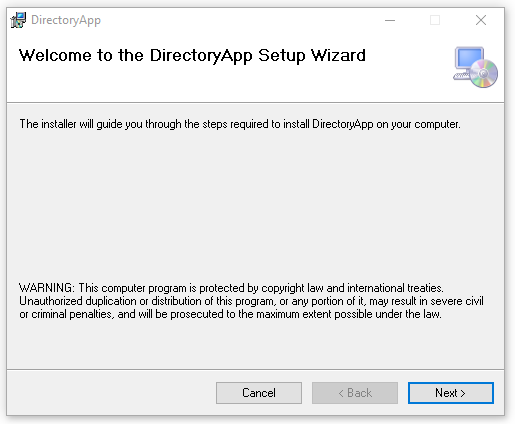 DirectoryApp
Welcome to the DirectoryApp Setup Wizard
The installer will guide you through the steps required to install DirectoryApp on your computer.
WARNING: This computer program is protected by copyright law and international treaties.
Unauthorized duplication or distribution of this program, or any portion of it, may result in severe civil
or criminal penalties, and will be prosecuted to the maximum extent possible under the law.
Cancel
< Back
Next >